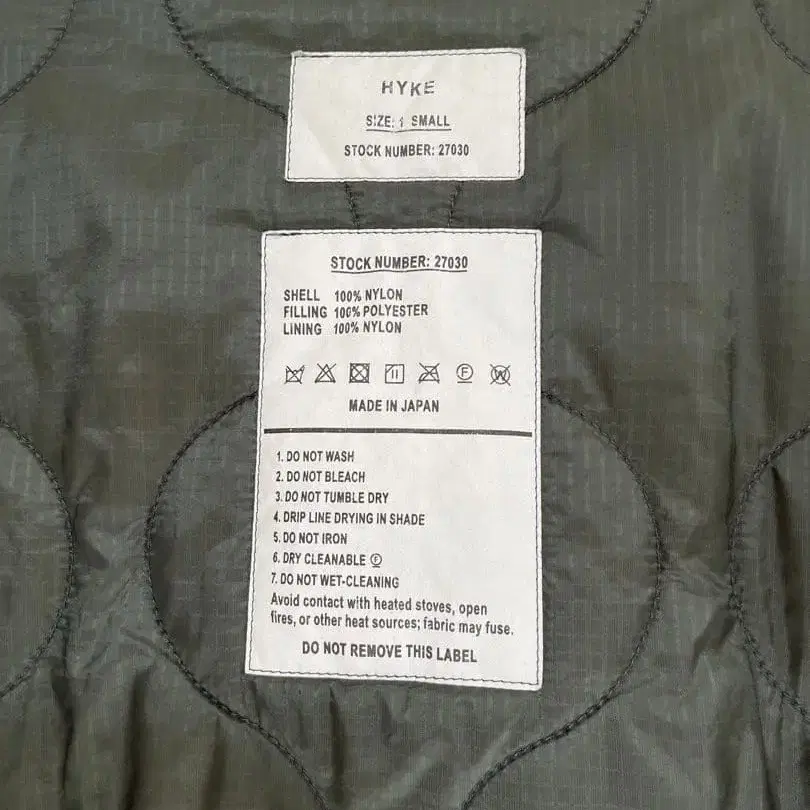 HYKE
SIZE: 1 SMALL
STOCK NUMBER: 27030
STOCK NUMBER: 27030
SHELL 100% NYLON
FILLING 100% POLYESTER
LINING 100% NYLON
MADE IN JAPAN
1. DO NOT WASH
2. DO NOT BLEACH
3. DO NOT TUMBLE DRY
4. DRIP LINE DRYING IN SHADE
5. DO NOT IRON
6. DRY CLEANABLE Ⓕ
7. DO NOT WET-CLEANING
Avoid contact with heated stoves, open
fires, or other heat sources; fabric may fuse.
DO NOT REMOVE THIS LABEL